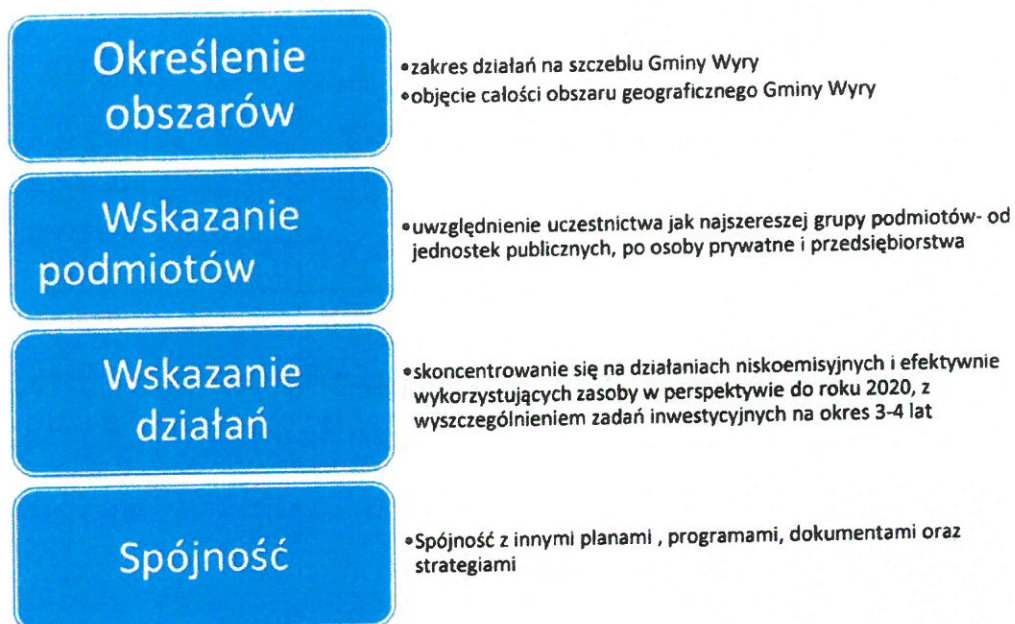 Określenie
obszarów
•zakres działań na szczeblu Gminy Wyry
•objęcie całości obszaru geograficznego Gminy Wyry
Wskazanie
podmiotów
•uwzględnienie uczestnictwa jak najszereszej grupy podmiotów- od
jednostek publicznych, po osoby prywatne i przedsiębiorstwa
Wskazanie
działań
•skoncentrowanie się na działaniach niskoemisyjnych i efektywnie
wykorzystujących zasoby w perspektywie do roku 2020, z
wyszczególnieniem zadań inwestycyjnych na okres 3-4 lat
Spójność
•Spójność z innymi planami , programami, dokumentami oraz
strategiami